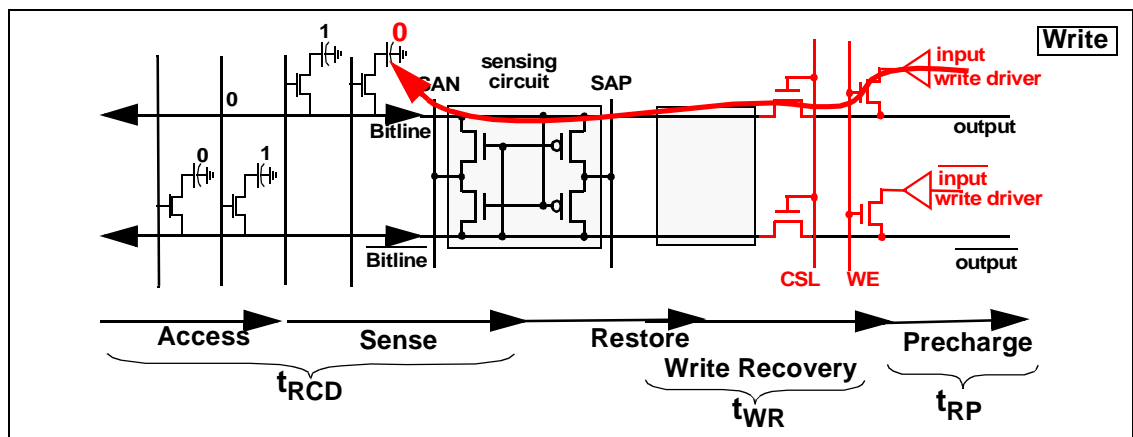 Write
1
0
input
write driver
sensing
circuit
SAN
SAP
0
Bitline
output
0
1
input
write driver
Bitline
output
CSL
WE
Access
Sense
Restore
Precharge
Write Recovery
tRCD
tWR
tRP